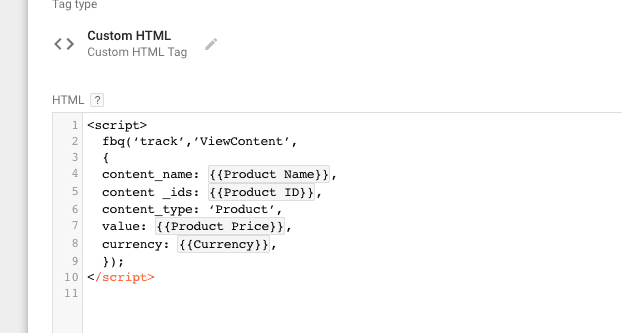 Tag type
Custom HTML
Custom HTML Tag
HTML ?
1 <script>
2 fbq(‘track’,’ViewContent’,
3 {
4 content_name: {{Product Name}},
5 content _ids: {{Product ID}},
6 content_type: ‘Product’,
7 value: {{Product Price}},
8 currency: {{Currency}},
9 });
10 </script>
11